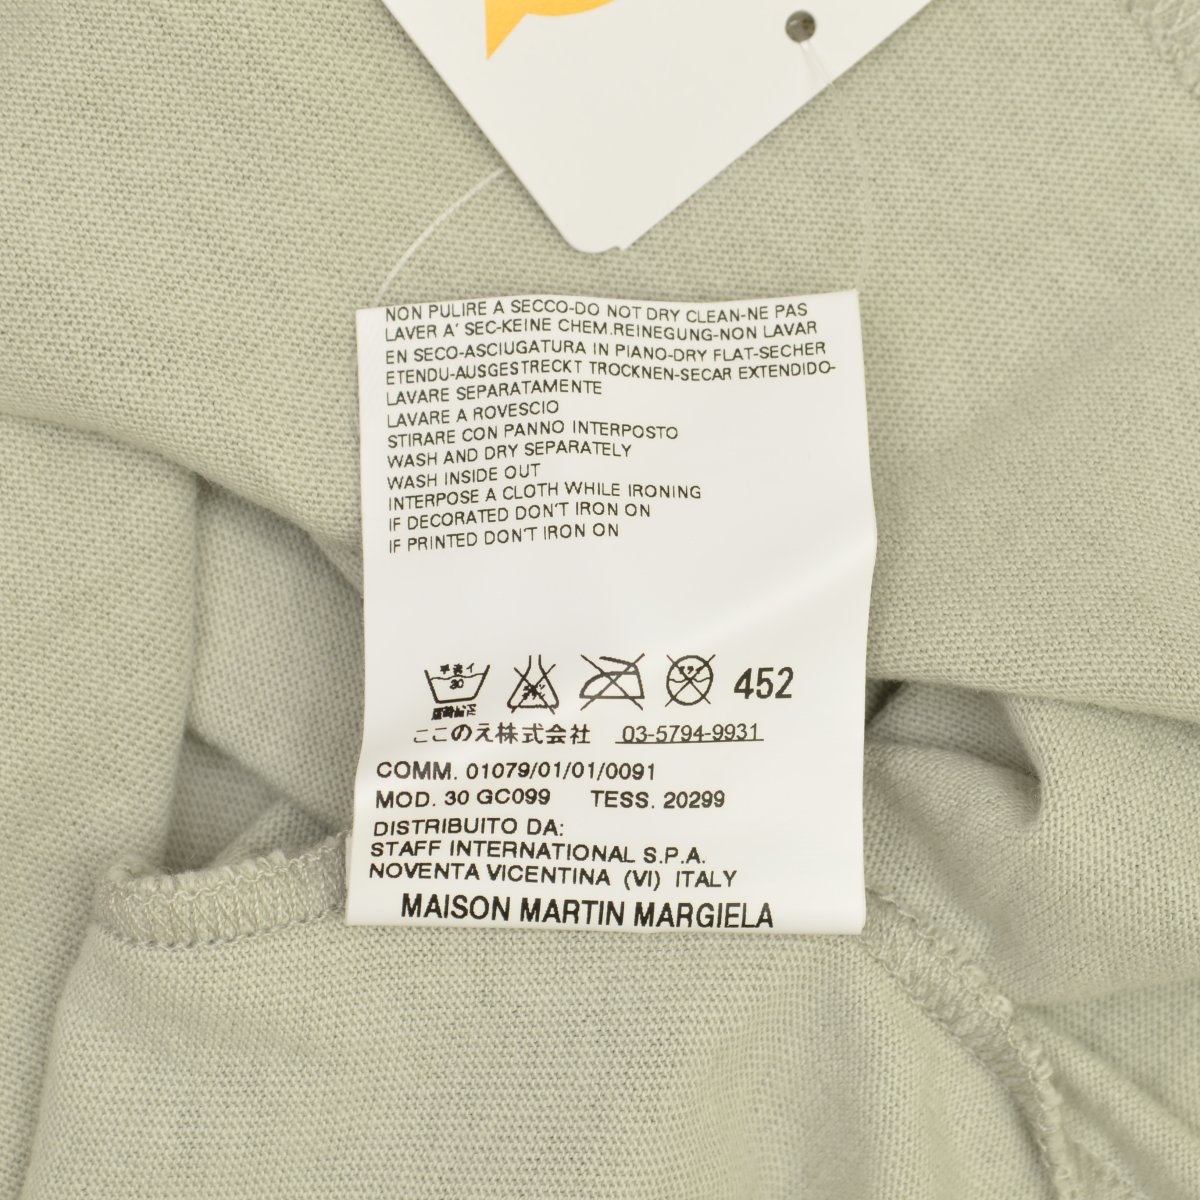 NON PULIRE A SECCO-DO NOT DRY CLEAN-NE PAS
LAVER A' SEC-KEINE CHEM.REINEGUNG-NON LAVAR
EN SECO-ASCIUGATURA IN PIANO-DRY FLAT-SECHER
ETENDU-AUSGESTRECKT TROCKNEN-SECAR EXTENDIDO-
LAVARE SEPARATAMENTE
LAVARE A ROVESCIO
STIRARE CON PANNO INTERPOSTO
WASH AND DRY SEPARATELY
WASH INSIDE OUT
INTERPOSE A CLOTH WHILE IRONING
IF DECORATED DON'T IRON ON
IF PRINTED DON'T IRON ON
手洗イ
30
452
ここのえ株式会社 03-5794-9931
COMM. 01079/01/01/0091
MOD. 30 GC099 TESS. 20299
DISTRIBUITO DA:
STAFF INTERNATIONAL S.P.A.
NOVENTA VICENTINA (VI) ITALY
MAISON MARTIN MARGIELA